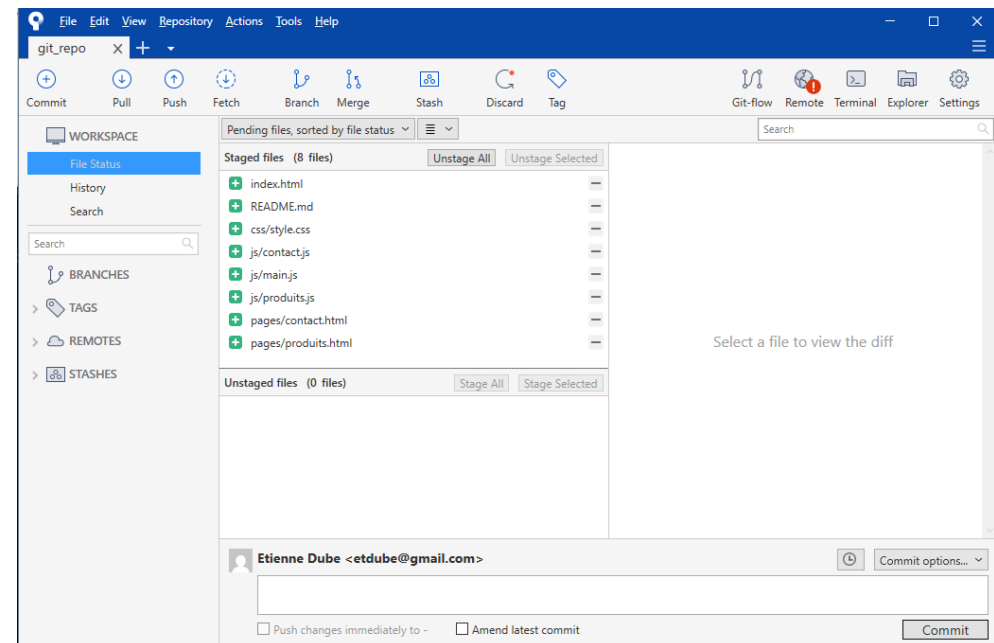 File Edit View Repository Actions Tools Help
git_repo
Commit Pull Push Fetch Branch Merge Stash Discard Tag Git-flow Remote Terminal Explorer Settings
WORKSPACE
File Status
History
Search
Search
BRANCHES
TAGS
REMOTES
STASHES
Pending files, sorted by file status
Search
Staged files (8 files) Unstage All Unstage Selected
index.html
README.md
css/style.css
js/contact.js
js/main.js
js/produits.js
pages/contact.html
pages/produits.html
Unstaged files (0 files) Stage All Stage Selected
Select a file to view the diff
Etienne Dube <etdube@gmail.com>
Commit options...
Push changes immediately to - Amend latest commit
Commit